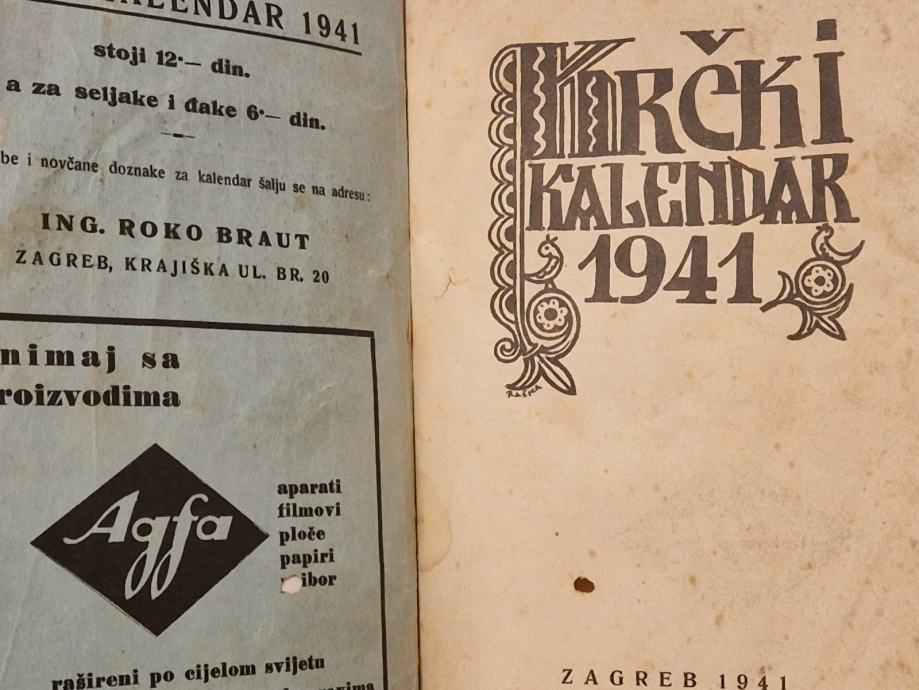 KALENDAR 1941
stoji 12·— din.
a za seljake i đake 6·— din.
i novčane doznake za kalendar šalju se na adresu:
ING. ROKO BRAUT
ZAGREB, KRAJIŠKA UL. BR. 20
nimaj sa
roizvodima
Agfa
aparati
filmovi
ploče
papiri
ibor
rašireni po cijelom svijetu
KRČKI
KALENDAR
1941
ZAGREB 1941